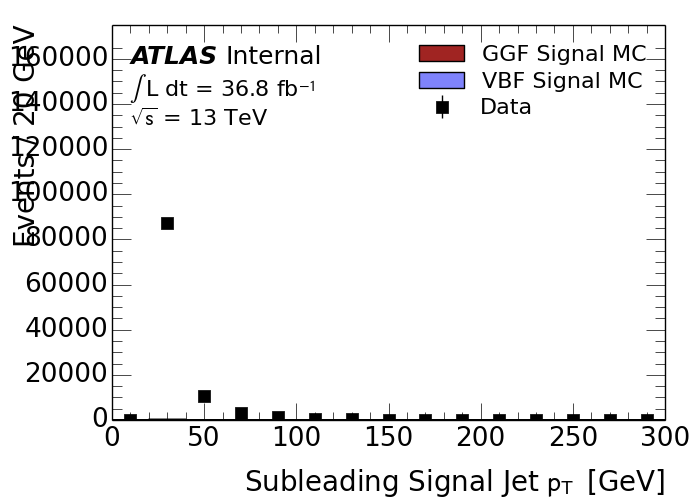 ATLAS Internal
∫L dt = 36.8 fb⁻¹
√s = 13 TeV
GGF Signal MC
VBF Signal MC
Data
Events / 20 GeV
160000
140000
120000
100000
80000
60000
40000
20000
0
0 50 100 150 200 250 300
Subleading Signal Jet pT [GeV]